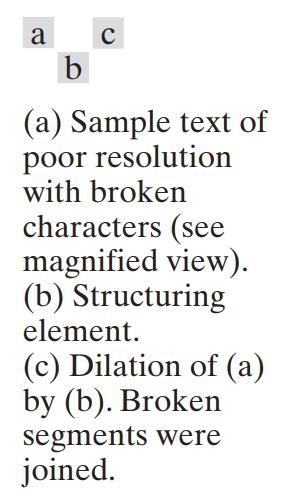 a c
b
(a) Sample text of
poor resolution
with broken
characters (see
magnified view).
(b) Structuring
element.
(c) Dilation of (a)
by (b). Broken
segments were
joined.